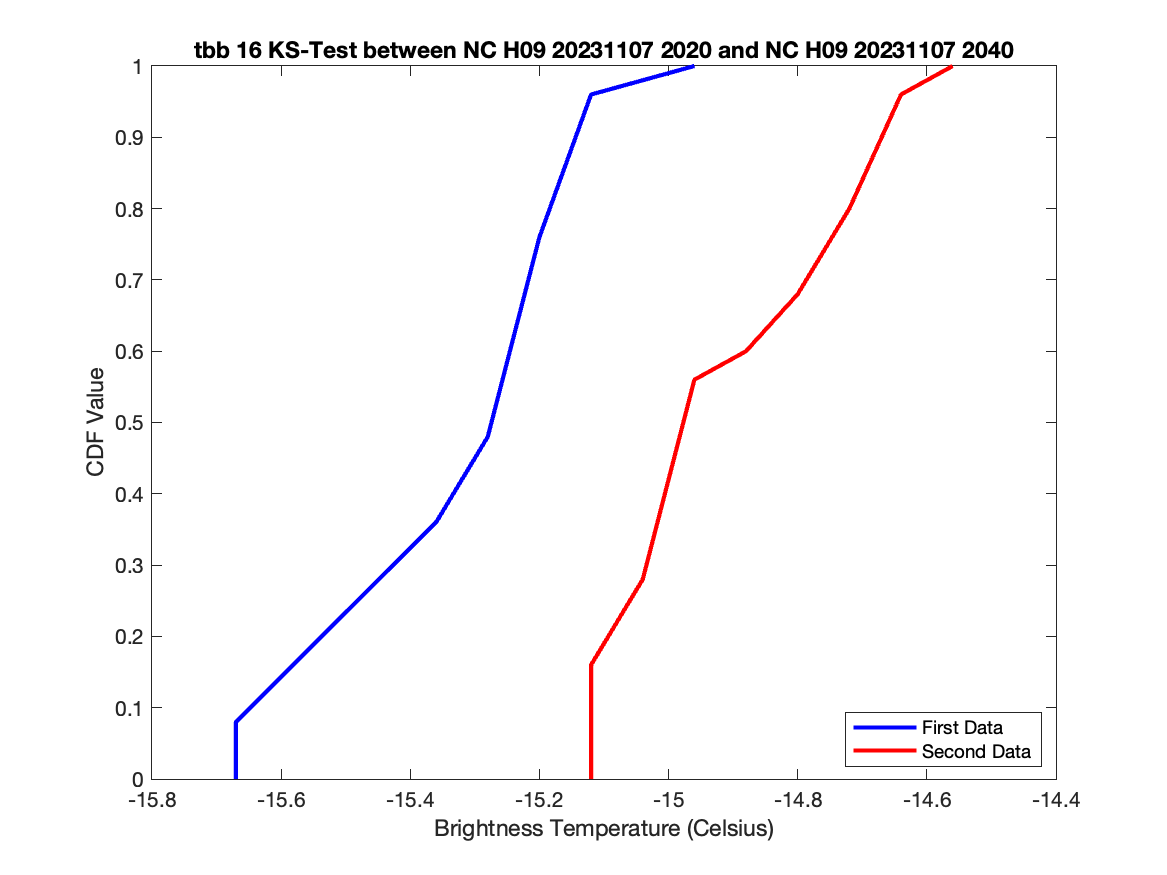 tbb 16 KS-Test between NC H09 20231107 2020 and NC H09 20231107 2040
1
0.9
0.8
0.7
0.6
0.5
0.4
0.3
0.2
0.1
0
CDF Value
First Data
Second Data
-15.8 -15.6 -15.4 -15.2 -15 -14.8 -14.6 -14.4
Brightness Temperature (Celsius)